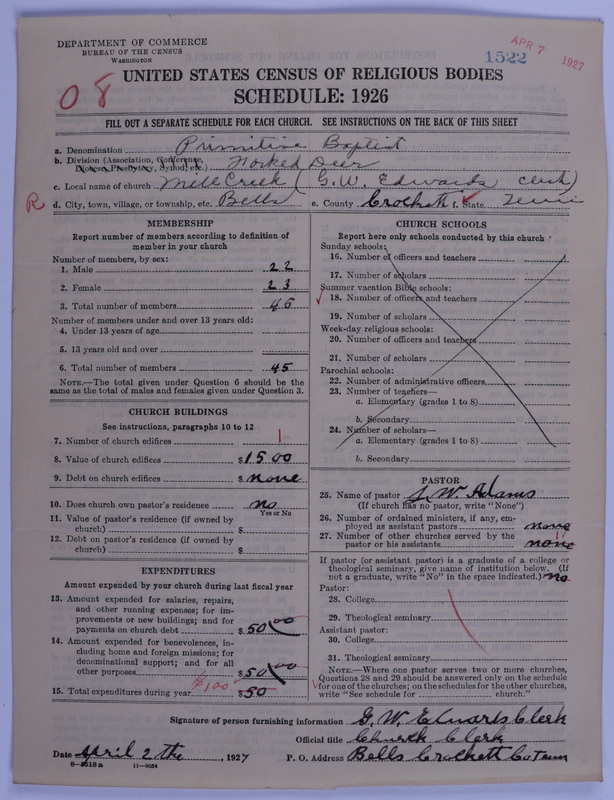 DEPARTMENT OF COMMERCE
BUREAU OF THE CENSUS
WASHINGTON
1522
APR 7 1927
08
UNITED STATES CENSUS OF RELIGIOUS BODIES
SCHEDULE: 1926
FILL OUT A SEPARATE SCHEDULE FOR EACH CHURCH. SEE INSTRUCTIONS ON THE BACK OF THIS SHEET
a. Denomination Primitive Baptist
b. Division (Association, Conference, Diocese, Presbytery, Synod, etc.) Forked Deer
c. Local name of church Mill Creek (G. W. Edwards clerk)
R d. City, town, village, or township, etc. Bells e. County Crockett f. State Tenn
MEMBERSHIP
Report number of members according to definition of
member in your church
Number of members, by sex:
1. Male 22
2. Female 23
3. Total number of members 45
Number of members under and over 13 years old:
4. Under 13 years of age
5. 13 years old and over
6. Total number of members 45
NOTE.—The total given under Question 6 should be the
same as the total of males and females given under Question 3.
CHURCH BUILDINGS
See instructions, paragraphs 10 to 12
7. Number of church edifices 1
8. Value of church edifices $1500
9. Debt on church edifices $none
10. Does church own pastor's residence no
Yes or No
11. Value of pastor's residence (if owned by
church) $
12. Debt on pastor's residence (if owned by
church) $
EXPENDITURES
Amount expended by your church during last fiscal year
13. Amount expended for salaries, repairs,
and other running expenses; for im-
provements or new buildings; and for
payments on church debt $50 00
14. Amount expended for benevolences, in-
cluding home and foreign missions; for
denominational support; and for all
other purposes $50 00
$100
15. Total expenditures during year $50
CHURCH SCHOOLS
Report here only schools conducted by this church
Sunday schools:
16. Number of officers and teachers
17. Number of scholars
Summer vacation Bible schools:
18. Number of officers and teachers
19. Number of scholars
Week-day religious schools:
20. Number of officers and teachers
21. Number of scholars
Parochial schools:
22. Number of administrative officers
23. Number of teachers—
a. Elementary (grades 1 to 8)
b. Secondary
24. Number of scholars—
a. Elementary (grades 1 to 8)
b. Secondary
PASTOR
25. Name of pastor J. W. Adams
(If church has no pastor, write "None")
26. Number of ordained ministers, if any, em-
ployed as assistant pastors none
27. Number of other churches served by the
pastor or his assistants none
If pastor (or assistant pastor) is a graduate of a college or
theological seminary, give name of institution below. (If
not a graduate, write "No" in the space indicated.) no
Pastor:
28. College
29. Theological seminary
Assistant pastor:
30. College
31. Theological seminary
NOTE.—Where one pastor serves two or more churches,
Questions 28 and 29 should be answered only on the schedule
for one of the churches; on the schedules for the other churches,
write "See schedule for church."
Signature of person furnishing information G. W. Edwards Clerk
Official title Church Clerk
Date April 2 the, 1927 P. O. Address Bells Crockett Co Tenn
8-5518a 11-9054